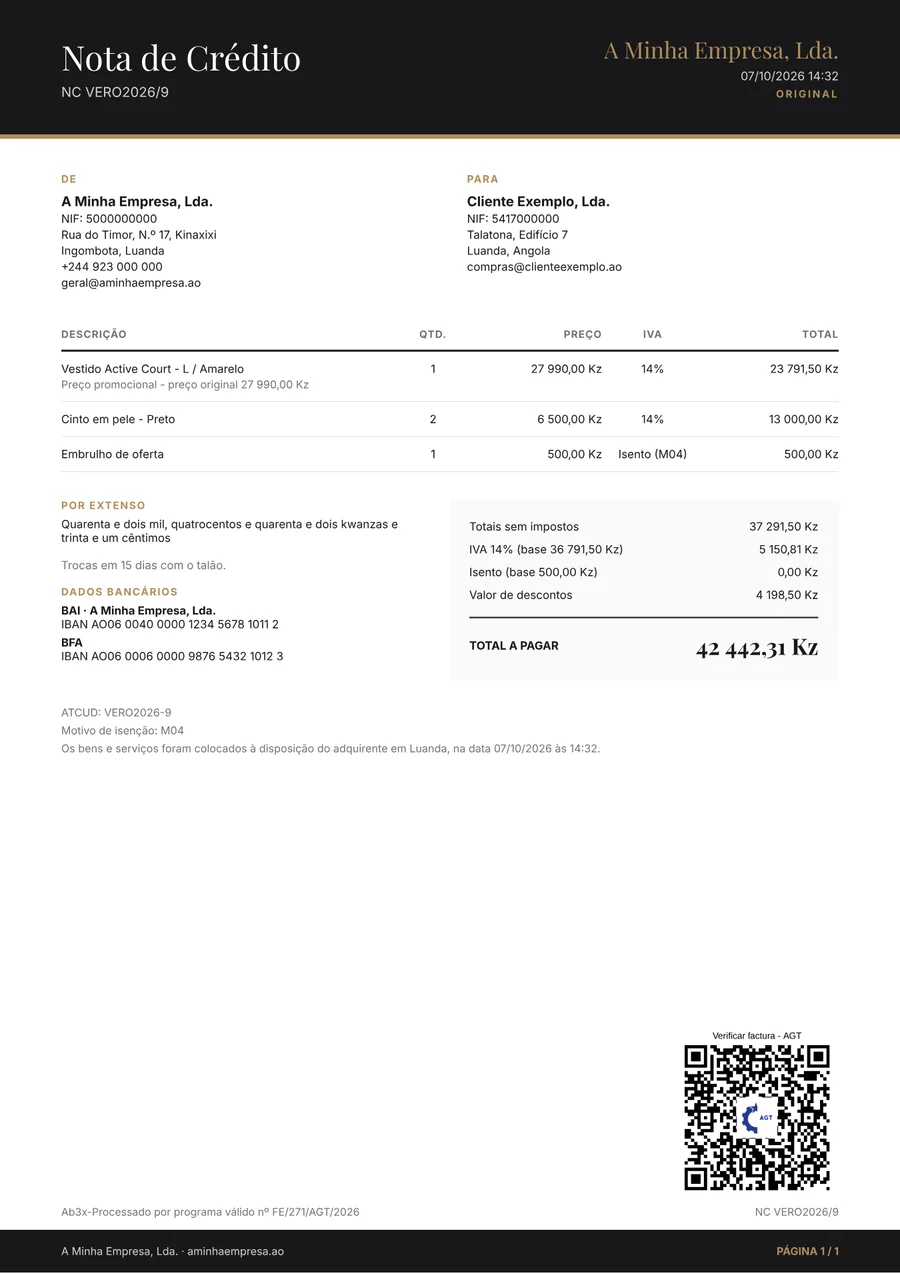 Nota de Crédito
NC VERO2026/9
A Minha Empresa, Lda.
07/10/2026 14:32
ORIGINAL
DE
A Minha Empresa, Lda.
NIF: 5000000000
Rua do Timor, N.º 17, Kinaxixi
Ingombota, Luanda
+244 923 000 000
geral@aminhaempresa.ao
PARA
Cliente Exemplo, Lda.
NIF: 5417000000
Talatona, Edifício 7
Luanda, Angola
compras@clienteexemplo.ao
DESCRIÇÃO QTD. PREÇO IVA TOTAL
Vestido Active Court - L / Amarelo 1 27 990,00 Kz 14% 23 791,50 Kz
Preço promocional - preço original 27 990,00 Kz
Cinto em pele - Preto 2 6 500,00 Kz 14% 13 000,00 Kz
Embrulho de oferta 1 500,00 Kz Isento (M04) 500,00 Kz
POR EXTENSO
Quarenta e dois mil, quatrocentos e quarenta e dois kwanzas e
trinta e um cêntimos
Trocas em 15 dias com o talão.
DADOS BANCÁRIOS
BAI · A Minha Empresa, Lda.
IBAN AO06 0040 0000 1234 5678 1011 2
BFA
IBAN AO06 0006 0000 9876 5432 1012 3
Totais sem impostos 37 291,50 Kz
IVA 14% (base 36 791,50 Kz) 5 150,81 Kz
Isento (base 500,00 Kz) 0,00 Kz
Valor de descontos 4 198,50 Kz
TOTAL A PAGAR 42 442,31 Kz
ATCUD: VERO2026-9
Motivo de isenção: M04
Os bens e serviços foram colocados à disposição do adquirente em Luanda, na data 07/10/2026 às 14:32.
Verificar factura - AGT
AGT
Ab3x-Processado por programa válido nº FE/271/AGT/2026
NC VERO2026/9
A Minha Empresa, Lda. · aminhaempresa.ao
PÁGINA 1 / 1